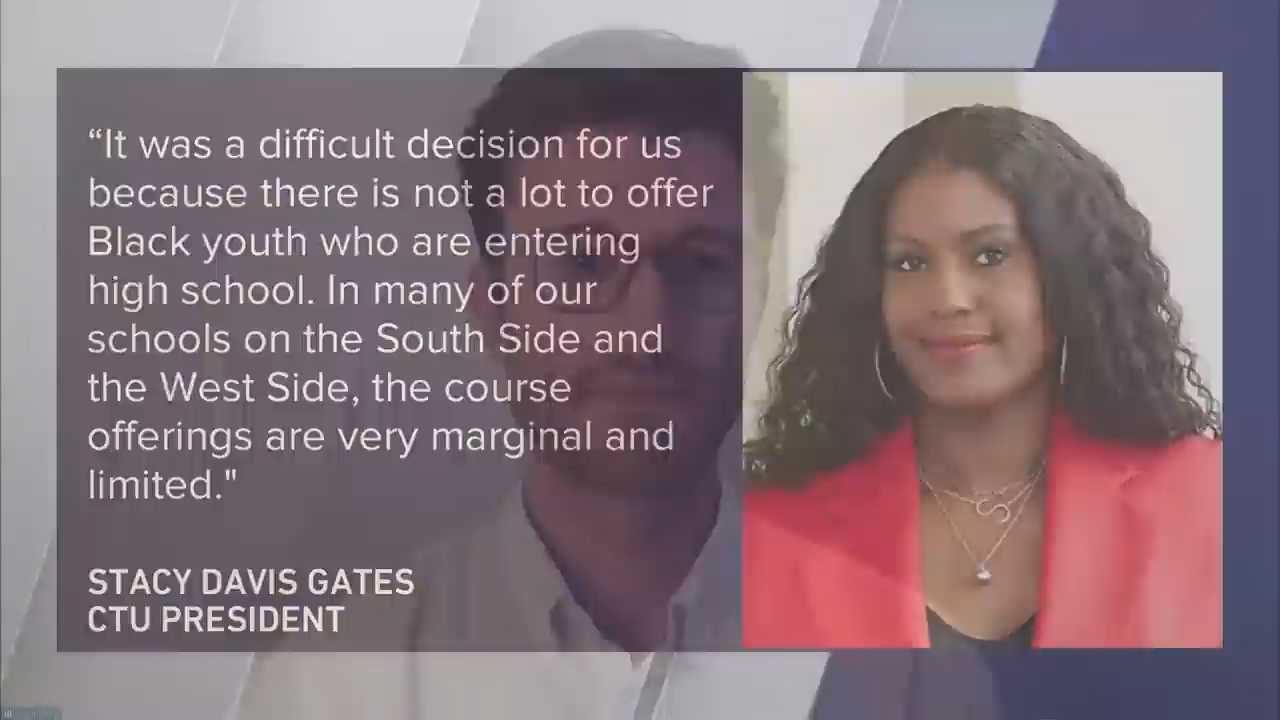 “It was a difficult decision for us
because there is not a lot to offer
Black youth who are entering
high school. In many of our
schools on the South Side and
the West Side, the course
offerings are very marginal and
limited."
STACY DAVIS GATES
CTU PRESIDENT